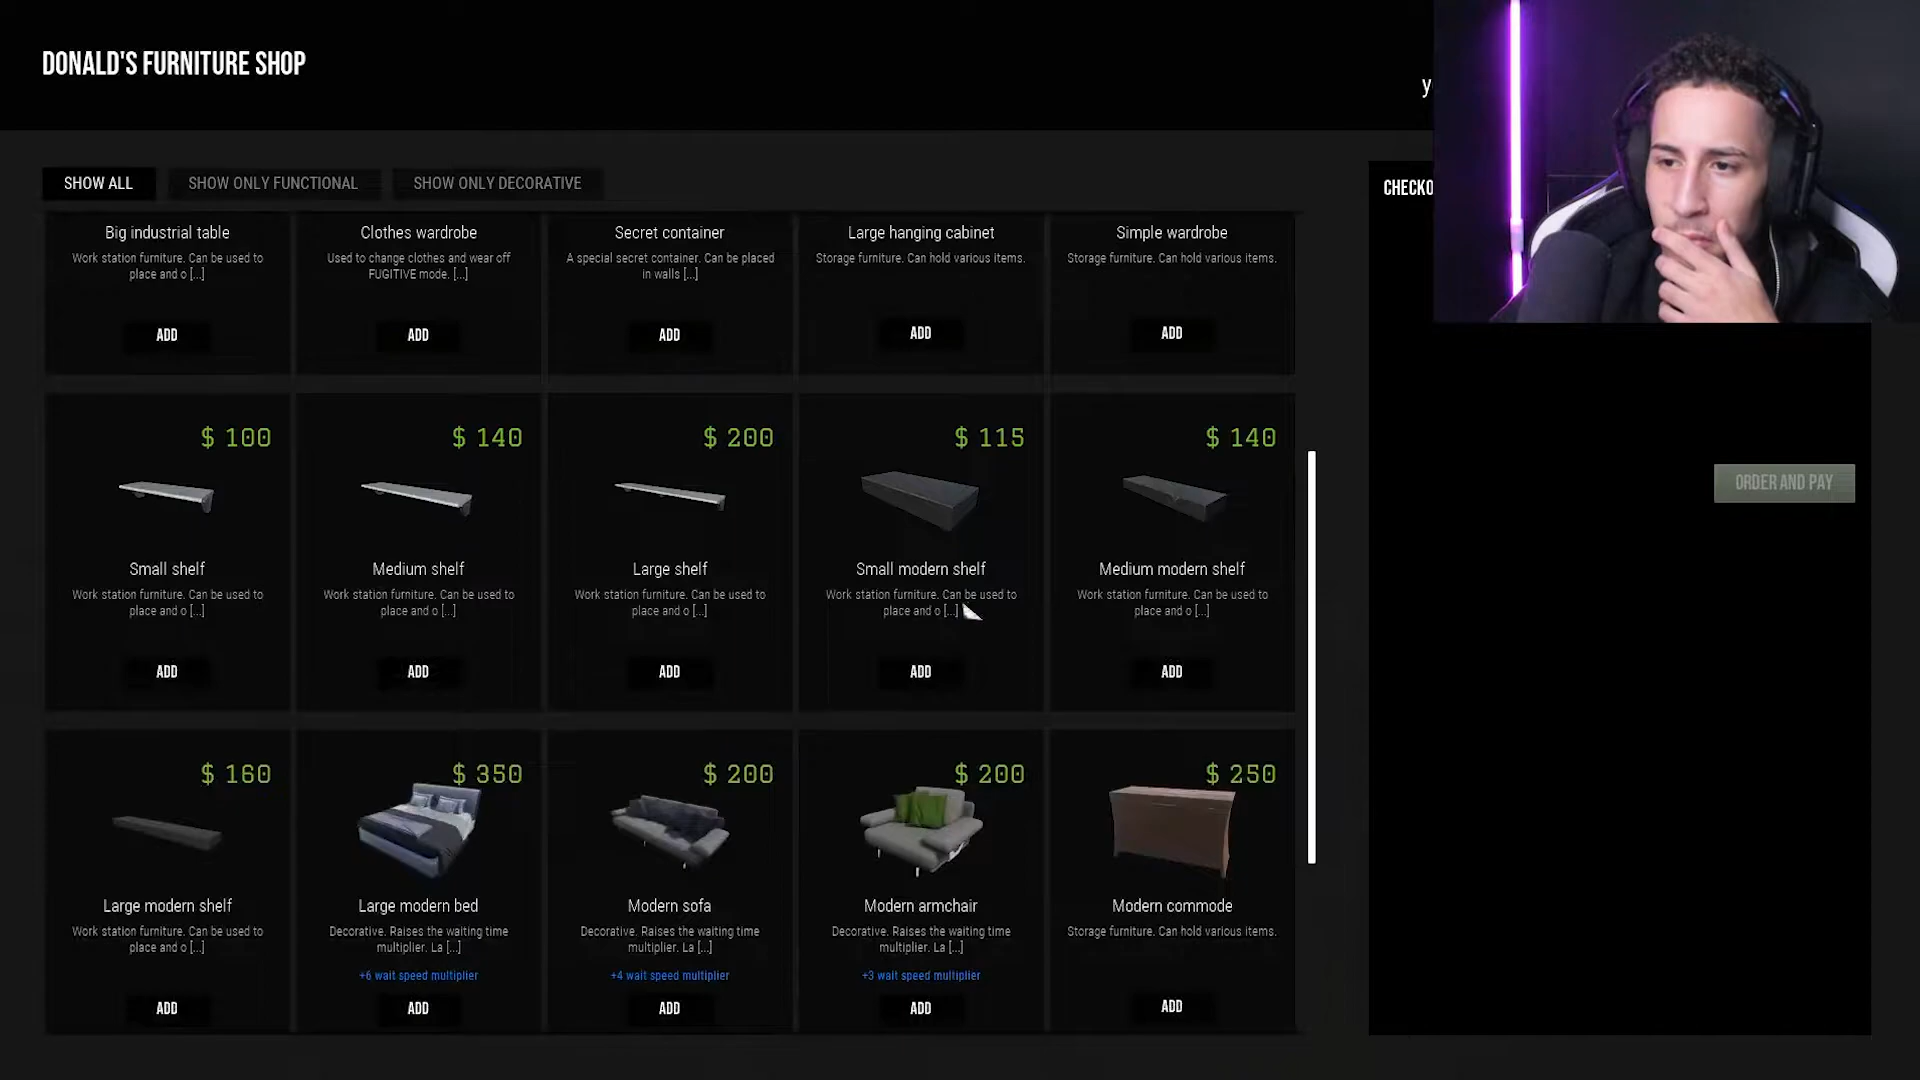 DONALD'S FURNITURE SHOP
y
SHOW ALL
SHOW ONLY FUNCTIONAL
SHOW ONLY DECORATIVE
CHECKO
Big industrial table
Work station furniture. Can be used to
place and o [...]
ADD
Clothes wardrobe
Used to change clothes and wear off
FUGITIVE mode. [...]
ADD
Secret container
A special secret container. Can be placed
in walls [...]
ADD
Large hanging cabinet
Storage furniture. Can hold various items.
ADD
Simple wardrobe
Storage furniture. Can hold various items.
ADD
$ 100
Small shelf
Work station furniture. Can be used to
place and o [...]
ADD
$ 140
Medium shelf
Work station furniture. Can be used to
place and o [...]
ADD
$ 200
Large shelf
Work station furniture. Can be used to
place and o [...]
ADD
$ 115
Small modern shelf
Work station furniture. Can be used to
place and o [...]
ADD
$ 140
Medium modern shelf
Work station furniture. Can be used to
place and o [...]
ADD
ORDER AND PAY
$ 160
Large modern shelf
Work station furniture. Can be used to
place and o [...]
ADD
$ 350
Large modern bed
Decorative. Raises the waiting time
multiplier. La [...]
+6 wait speed multiplier
ADD
$ 200
Modern sofa
Decorative. Raises the waiting time
multiplier. La [...]
+4 wait speed multiplier
ADD
$ 200
Modern armchair
Decorative. Raises the waiting time
multiplier. La [...]
+3 wait speed multiplier
ADD
$ 250
Modern commode
Storage furniture. Can hold various items.
ADD